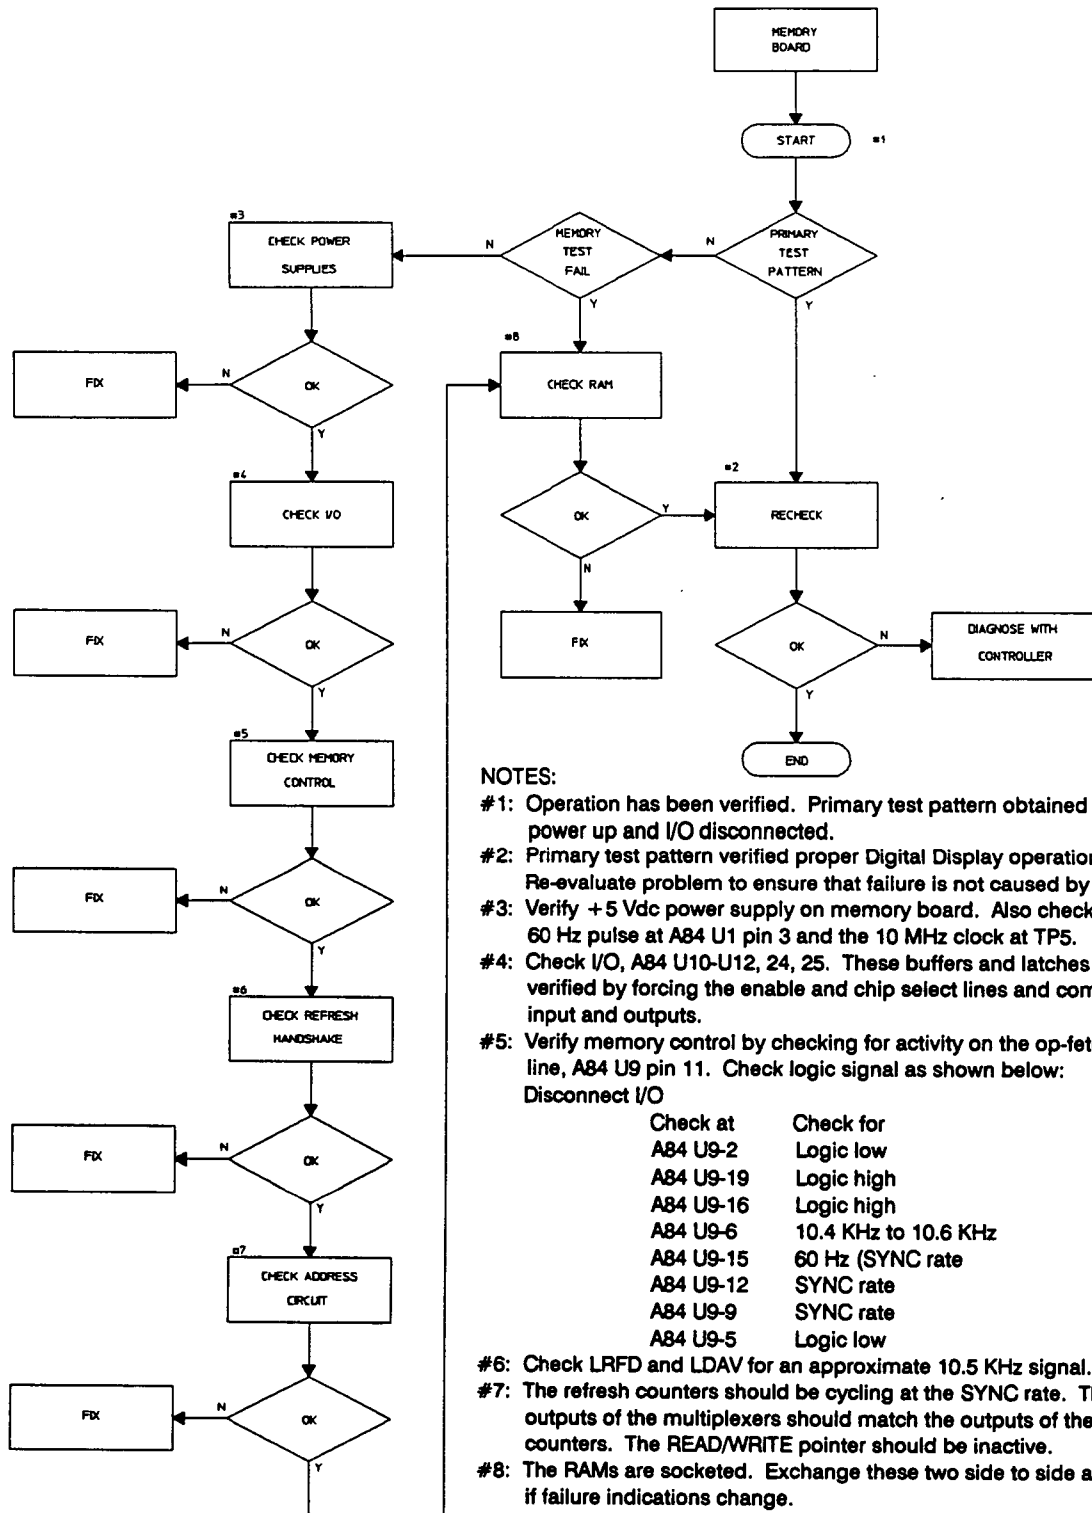 MEMORY
BOARD
START
#1
PRIMARY
TEST
PATTERN
N
Y
MEMORY
TEST
FAIL
N
Y
#3
CHECK POWER
SUPPLIES
OK
N
Y
FIX
#8
CHECK RAM
OK
Y
N
FIX
#2
RECHECK
OK
N
Y
DIAGNOSE WITH
CONTROLLER
END
#4
CHECK I/O
OK
N
Y
FIX
#5
CHECK MEMORY
CONTROL
OK
N
Y
FIX
#6
CHECK REFRESH
HANDSHAKE
OK
N
Y
FIX
#7
CHECK ADDRESS
CIRCUIT
OK
N
Y
FIX
NOTES:
#1: Operation has been verified. Primary test pattern obtained
power up and I/O disconnected.
#2: Primary test pattern verified proper Digital Display operation
Re-evaluate problem to ensure that failure is not caused by
#3: Verify +5 Vdc power supply on memory board. Also check
60 Hz pulse at A84 U1 pin 3 and the 10 MHz clock at TP5.
#4: Check I/O, A84 U10-U12, 24, 25. These buffers and latches
verified by forcing the enable and chip select lines and com
input and outputs.
#5: Verify memory control by checking for activity on the op-fet
line, A84 U9 pin 11. Check logic signal as shown below:
Disconnect I/O
Check at Check for
A84 U9-2 Logic low
A84 U9-19 Logic high
A84 U9-16 Logic high
A84 U9-6 10.4 KHz to 10.6 KHz
A84 U9-15 60 Hz (SYNC rate
A84 U9-12 SYNC rate
A84 U9-9 SYNC rate
A84 U9-5 Logic low
#6: Check LRFD and LDAV for an approximate 10.5 KHz signal.
#7: The refresh counters should be cycling at the SYNC rate. T
outputs of the multiplexers should match the outputs of the
counters. The READ/WRITE pointer should be inactive.
#8: The RAMs are socketed. Exchange these two side to side a
if failure indications change.